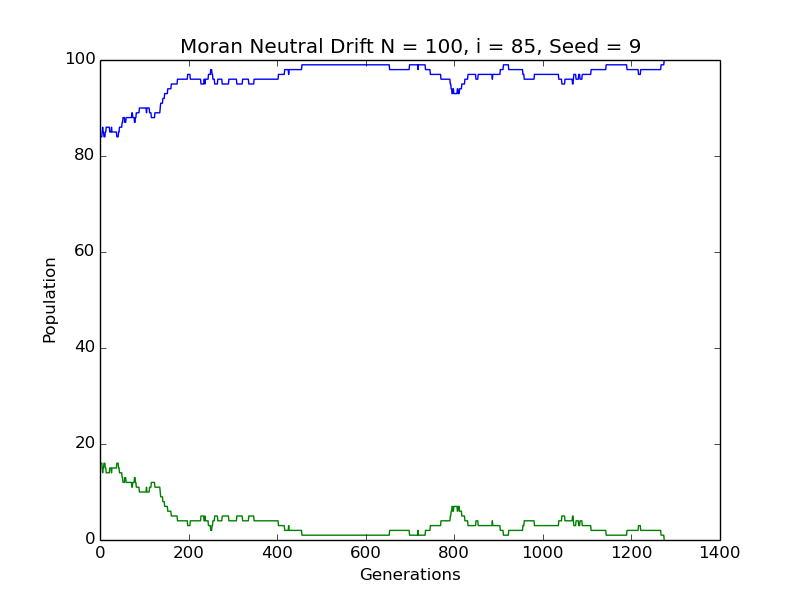 Moran Neutral Drift N = 100, i = 85, Seed = 9
100
80
60
40
20
0
Population
0 200 400 600 800 1000 1200 1400
Generations